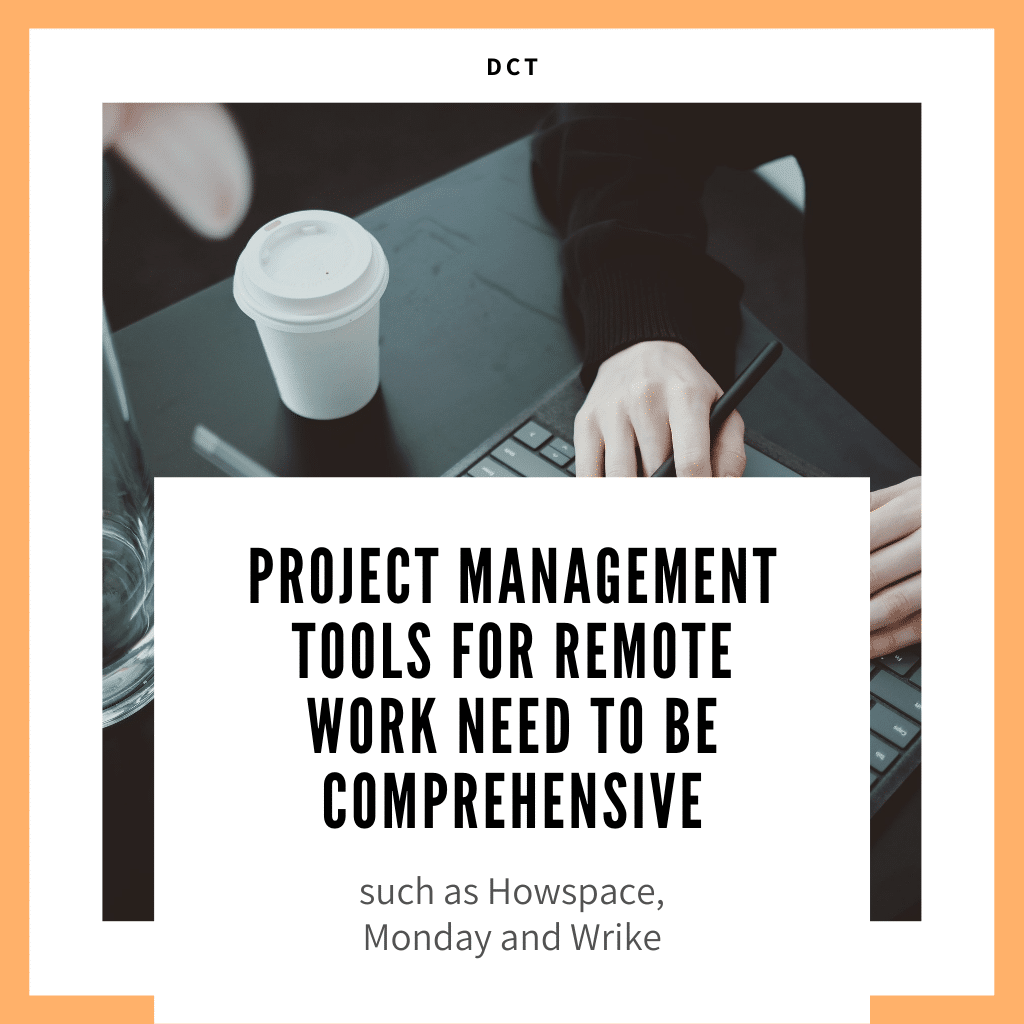 DCT
PROJECT MANAGEMENT
TOOLS FOR REMOTE
WORK NEED TO BE
COMPREHENSIVE
such as Howspace,
Monday and Wrike